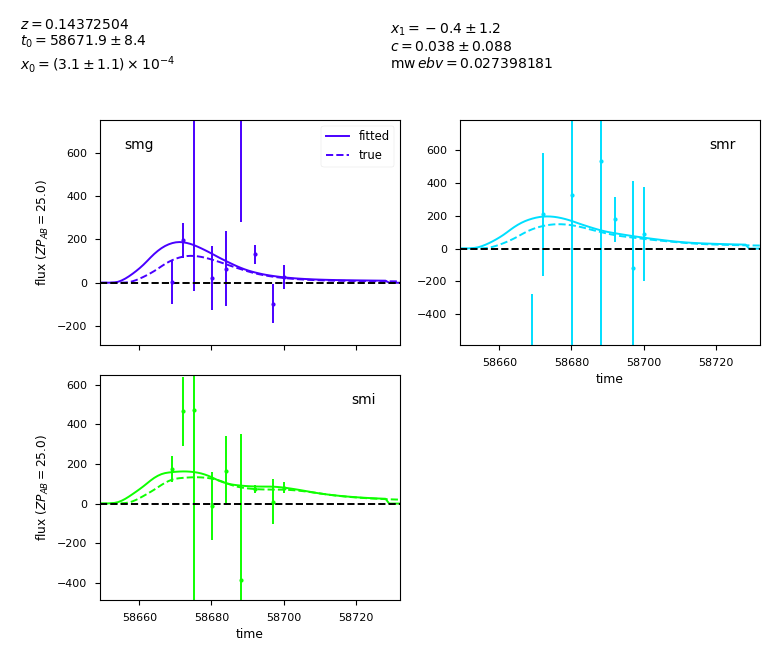 z = 0.14372504
t₀ = 58671.9 ± 8.4
x₀ = (3.1 ± 1.1) × 10⁻⁴
x₁ = −0.4 ± 1.2
c = 0.038 ± 0.088
mw ebv = 0.027398181
smg
fitted
true
600
400
200
0
−200
flux (ZP_AB = 25.0)
smr
600
400
200
0
−200
−400
58660 58680 58700 58720
time
smi
600
400
200
0
−200
−400
flux (ZP_AB = 25.0)
58660 58680 58700 58720
time